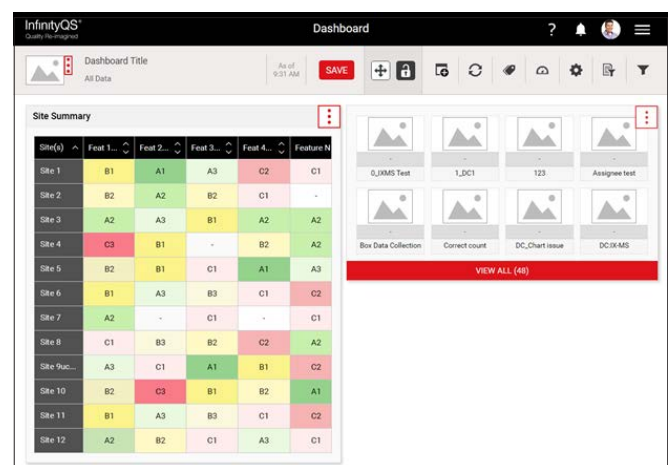 InfinityQS®
Quality Re-imagined
Dashboard
?
Dashboard Title
All Data
As of
9:31 AM
SAVE
Site Summary
Site(s) Feat 1... Feat 2... Feat 3... Feat 4... Feature N
Site 1 B1 A1 A3 C2 C1
Site 2 B2 A2 B2 C1 -
Site 3 A2 A3 B1 A2 A2
Site 4 C3 B1 - B2 A2
Site 5 B2 B1 C1 A1 A3
Site 6 B1 A3 B3 C1 C2
Site 7 A2 - C1 - C1
Site 8 C1 B3 B2 C2 A2
Site 9uc... A3 C1 A1 B1 C2
Site 10 B2 C3 B1 B2 A1
Site 11 B1 A3 B3 C1 C2
Site 12 A2 B2 C1 A3 C1
- - - -
0_IXMS Test 1_DC1 123 Assignee test
- - - -
Box Data Collection Correct count DC_Chart issue DC:IX-MS
VIEW ALL (48)